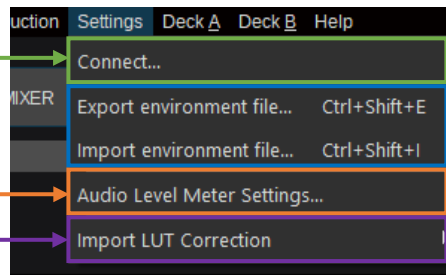 uction Settings Deck A Deck B Help
Connect...
MIXER
Export environment file... Ctrl+Shift+E
Import environment file... Ctrl+Shift+I
Audio Level Meter Settings...
Import LUT Correction